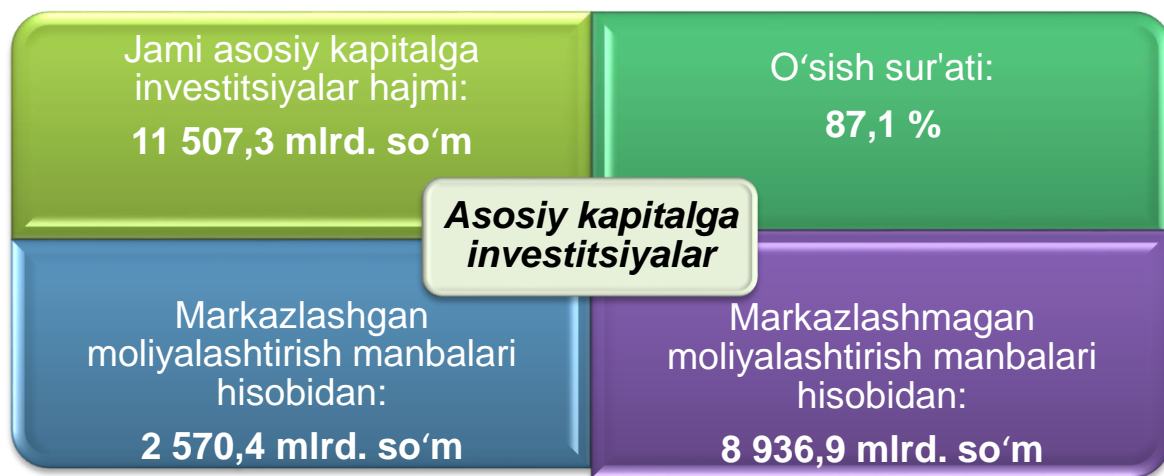 Jami asosiy kapitalga
investitsiyalar hajmi:
11 507,3 mlrd. so‘m
O‘sish sur'ati:
87,1 %
Asosiy kapitalga
investitsiyalar
Markazlashgan
moliyalashtirish manbalari
hisobidan:
2 570,4 mlrd. so‘m
Markazlashmagan
moliyalashtirish manbalari
hisobidan:
8 936,9 mlrd. so‘m